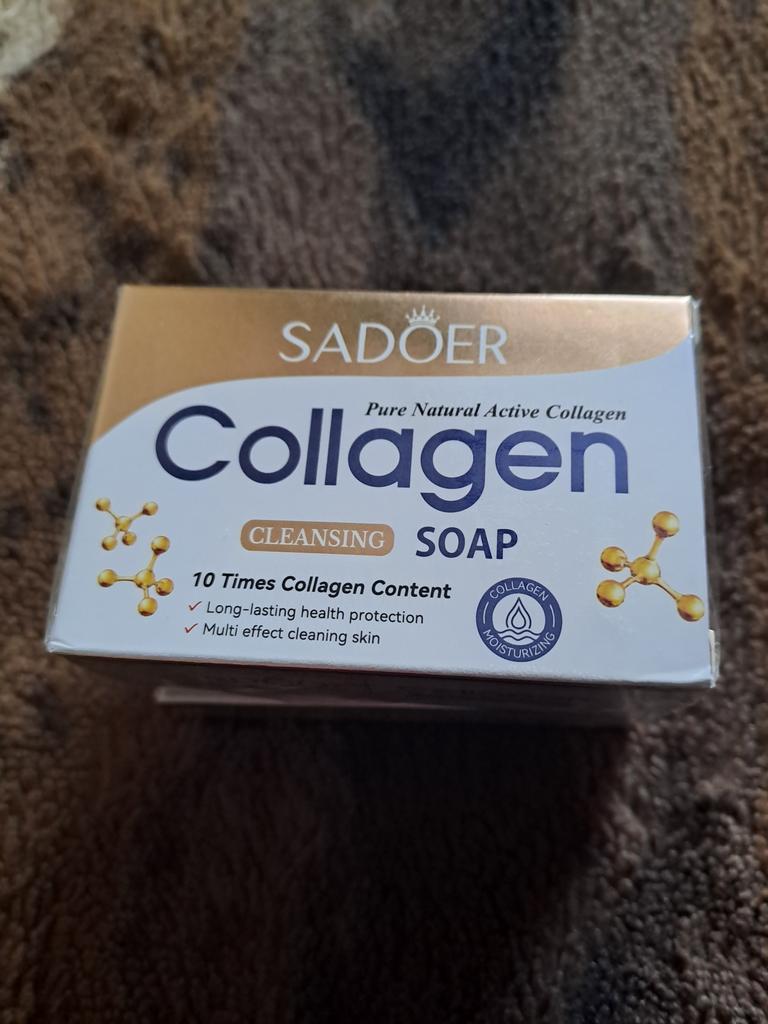 SADOER
Pure Natural Active Collagen
Collagen
CLEANSING SOAP
10 Times Collagen Content
✓ Long-lasting health protection
✓ Multi effect cleaning skin
COLLAGEN
MOISTURIZING